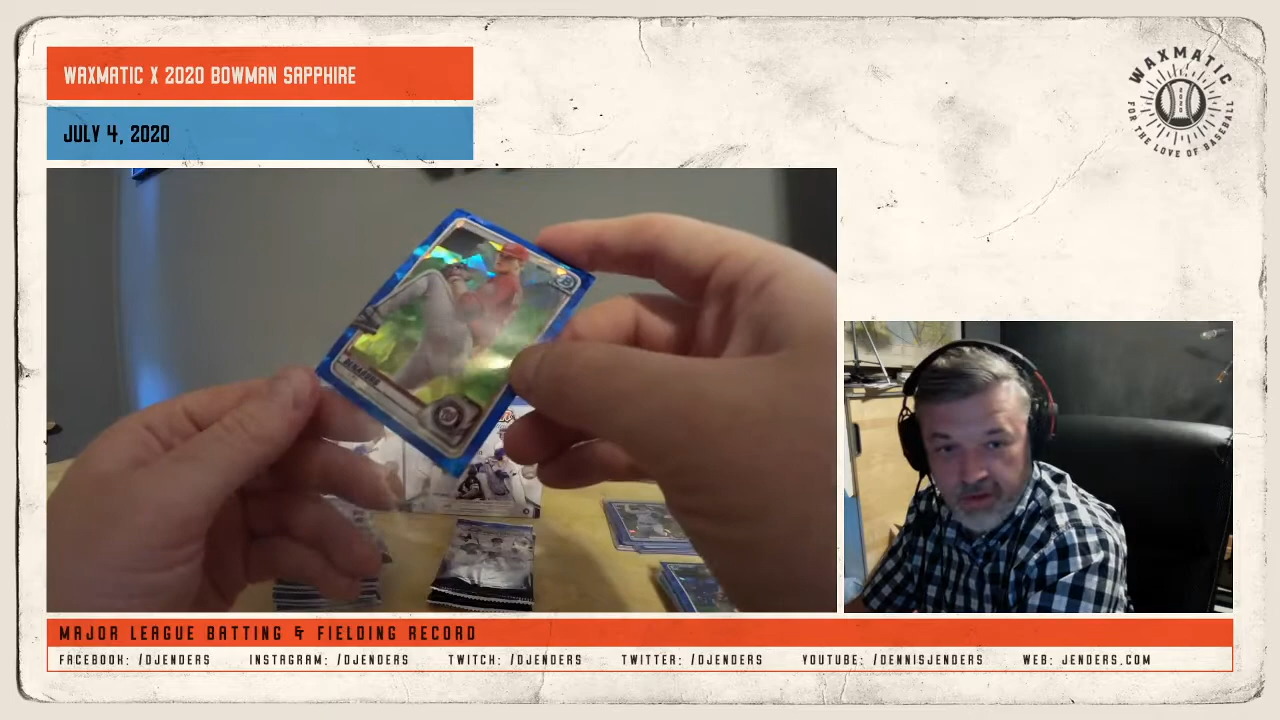 WAXMATIC X 2020 BOWMAN SAPPHIRE
JULY 4, 2020
WAXMATIC
2020
FOR THE LOVE OF BASEBALL
MAJOR LEAGUE BATTING & FIELDING RECORD
FACEBOOK: /DJENDERS INSTAGRAM: /DJENDERS TWITCH: /DJENDERS TWITTER: /DJENDERS YOUTUBE: /DENNISJENDERS WEB: JENDERS.COM